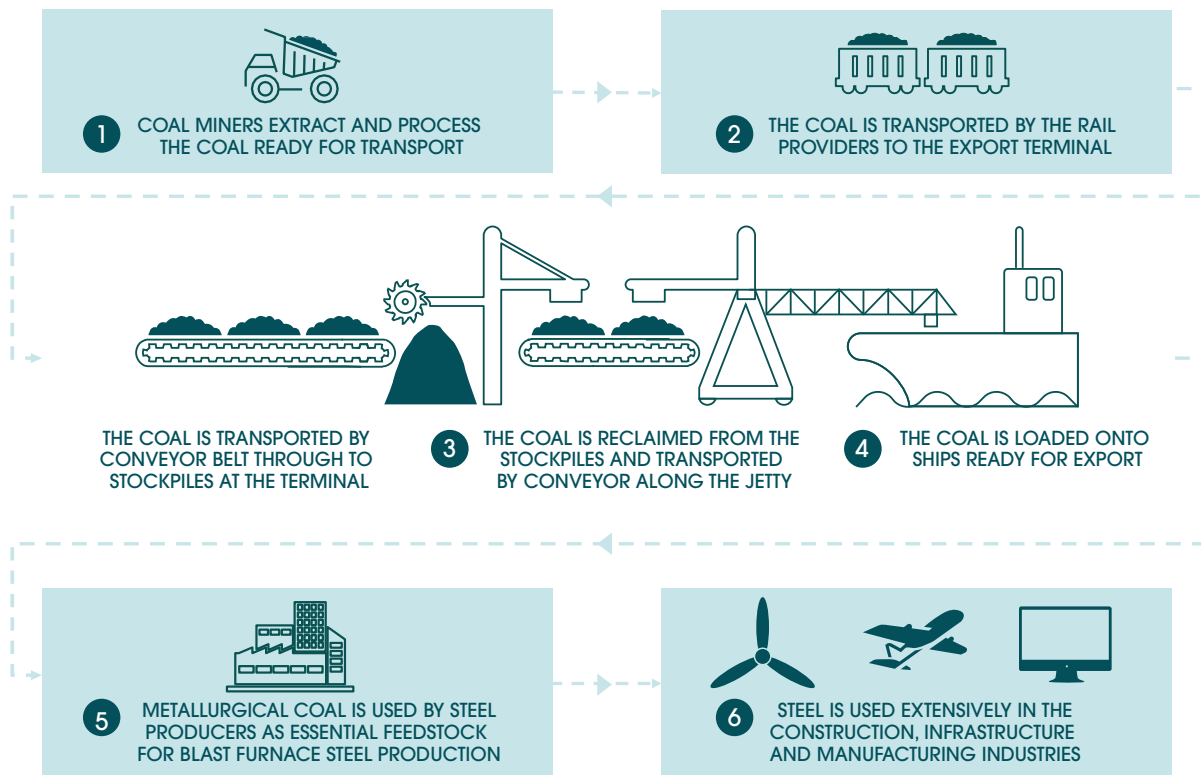 1
COAL MINERS EXTRACT AND PROCESS
THE COAL READY FOR TRANSPORT
2
THE COAL IS TRANSPORTED BY THE RAIL
PROVIDERS TO THE EXPORT TERMINAL
THE COAL IS TRANSPORTED BY
CONVEYOR BELT THROUGH TO
STOCKPILES AT THE TERMINAL
3
THE COAL IS RECLAIMED FROM THE
STOCKPILES AND TRANSPORTED
BY CONVEYOR ALONG THE JETTY
4
THE COAL IS LOADED ONTO
SHIPS READY FOR EXPORT
5
METALLURGICAL COAL IS USED BY STEEL
PRODUCERS AS ESSENTIAL FEEDSTOCK
FOR BLAST FURNACE STEEL PRODUCTION
6
STEEL IS USED EXTENSIVELY IN THE
CONSTRUCTION, INFRASTRUCTURE
AND MANUFACTURING INDUSTRIES